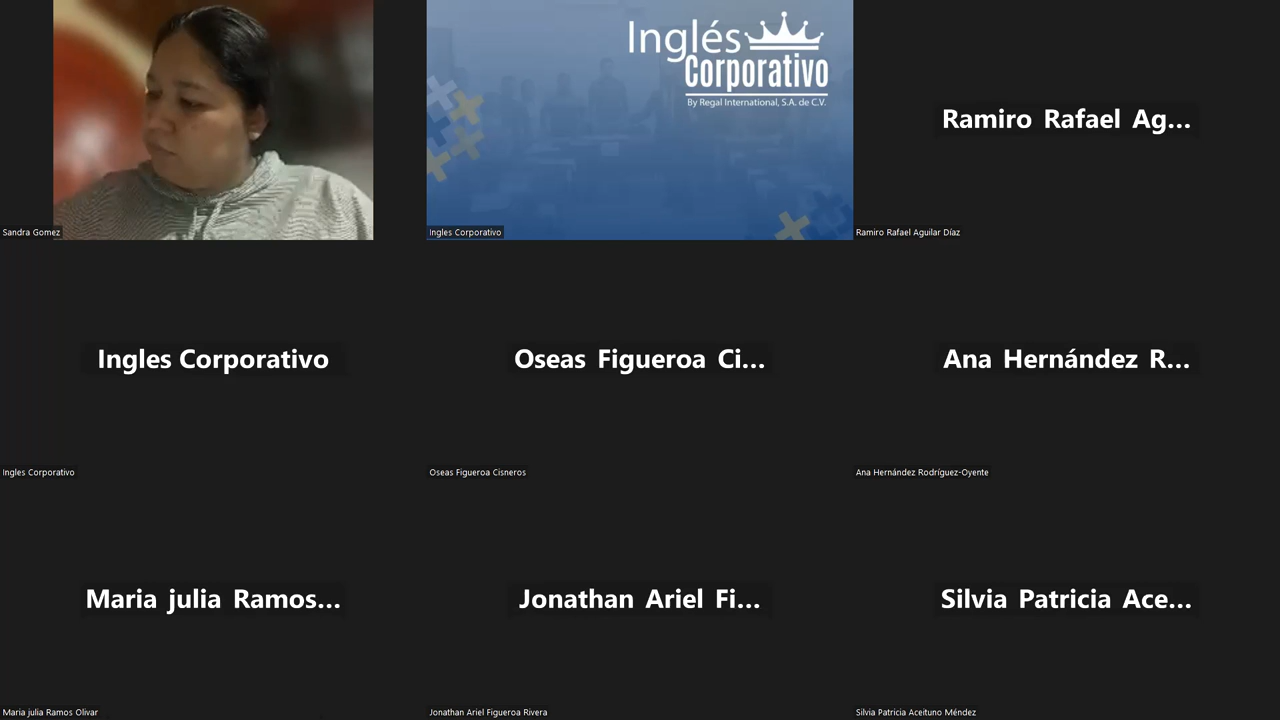 Sandra Gomez
Inglés
Corporativo
By Regal International, S.A. de C.V.
Ingles Corporativo
Ramiro Rafael Ag...
Ramiro Rafael Aguilar Díaz
Ingles Corporativo
Ingles Corporativo
Oseas Figueroa Ci...
Oseas Figueroa Cisneros
Ana Hernández R...
Ana Hernández Rodríguez-Oyente
Maria julia Ramos...
Maria julia Ramos Olivar
Jonathan Ariel Fi...
Jonathan Ariel Figueroa Rivera
Silvia Patricia Ace...
Silvia Patricia Aceituno Méndez